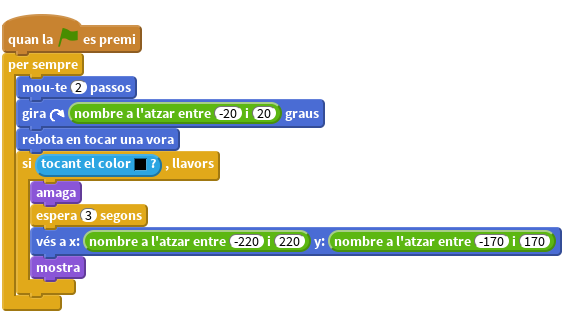 quan la es premi
per sempre
mou-te 2 passos
gira nombre a l'atzar entre -20 i 20 graus
rebota en tocar una vora
si tocant el color ? , llavors
amaga
espera 3 segons
vés a x: nombre a l'atzar entre -220 i 220 y: nombre a l'atzar entre -170 i 170
mostra